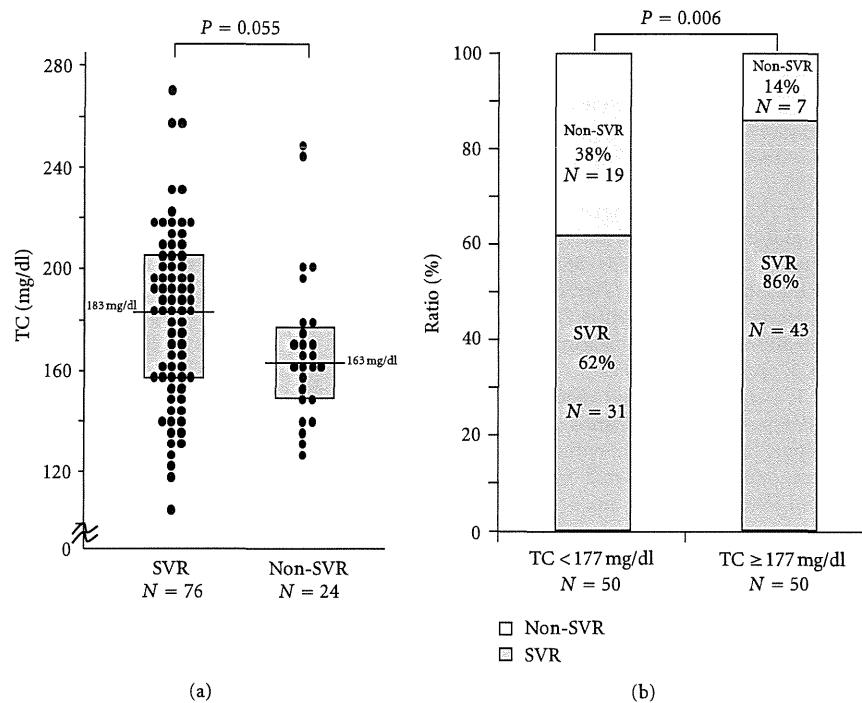 P = 0.055
280
240
200
160
120
0
TC (mg/dl)
183 mg/dl
163 mg/dl
SVR
N = 76
Non-SVR
N = 24
(a)
P = 0.006
100
80
60
40
20
0
Ratio (%)
Non-SVR
38%
N = 19
SVR
62%
N = 31
Non-SVR
14%
N = 7
SVR
86%
N = 43
TC < 177 mg/dl
N = 50
TC ≥ 177 mg/dl
N = 50
Non-SVR
SVR
(b)